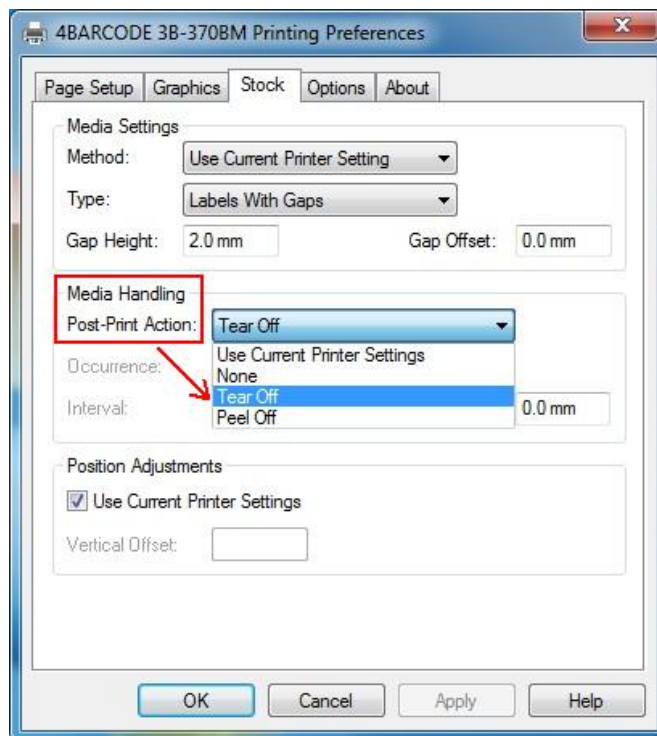 4BARCODE 3B-370BM Printing Preferences
Page Setup Graphics Stock Options About
Media Settings
Method: Use Current Printer Setting
Type: Labels With Gaps
Gap Height: 2.0 mm Gap Offset: 0.0 mm
Media Handling
Post-Print Action: Tear Off
Use Current Printer Settings
Occurrence:
None
Tear Off
Interval: 0.0 mm
Peel Off
Position Adjustments
Use Current Printer Settings
Vertical Offset:
OK Cancel Apply Help